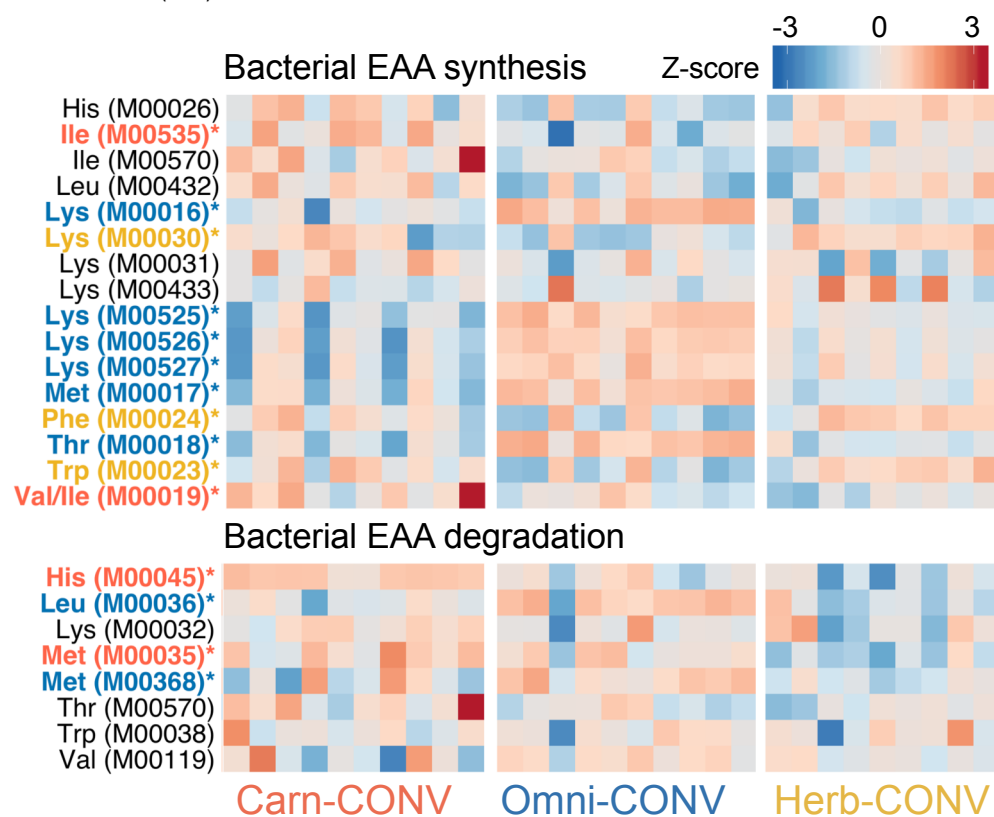 -3 0 3
Bacterial EAA synthesis Z-score
His (M00026)
Ile (M00535)*
Ile (M00570)
Leu (M00432)
Lys (M00016)*
Lys (M00030)*
Lys (M00031)
Lys (M00433)
Lys (M00525)*
Lys (M00526)*
Lys (M00527)*
Met (M00017)*
Phe (M00024)*
Thr (M00018)*
Trp (M00023)*
Val/Ile (M00019)*
Bacterial EAA degradation
His (M00045)*
Leu (M00036)*
Lys (M00032)
Met (M00035)*
Met (M00368)*
Thr (M00570)
Trp (M00038)
Val (M00119)
Carn-CONV Omni-CONV Herb-CONV